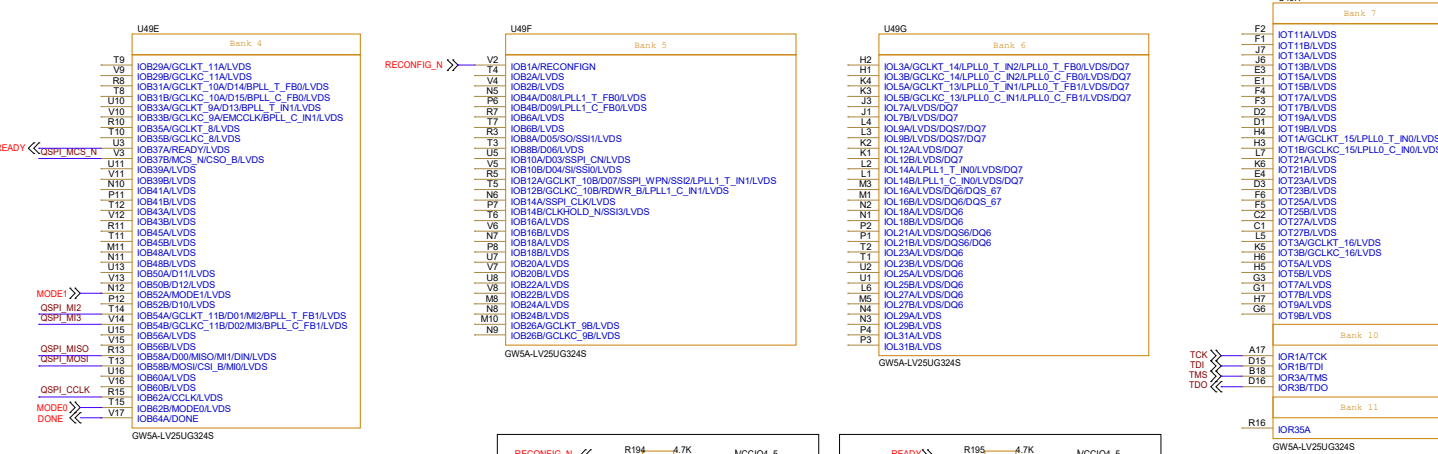 U49E
Bank 4
T9 IOB29A/GCLKT_11A/LVDS
V9 IOB29B/GCLKC_11A/LVDS
R8 IOB31A/GCLKT_10A/D14/BPLL_T_FB0/LVDS
T8 IOB31B/GCLKC_10A/D15/BPLL_C_FB0/LVDS
U10 IOB33A/GCLKT_9A/D13/BPLL_T_IN1/LVDS
V10 IOB33B/GCLKC_9A/EMCCLK/BPLL_C_IN1/LVDS
R10 IOB35A/GCLKT_8/LVDS
T10 IOB35B/GCLKC_8/LVDS
U3 IOB37A/READY/LVDS
QSPI_MCS_N V3 IOB37B/MCS_N/CSO_B/LVDS
U11 IOB39A/LVDS
V11 IOB39B/LVDS
N10 IOB41A/LVDS
P11 IOB41B/LVDS
T12 IOB43A/LVDS
V12 IOB43B/LVDS
R11 IOB45A/LVDS
T11 IOB45B/LVDS
M11 IOB48A/LVDS
N11 IOB48B/LVDS
U13 IOB50A/D11/LVDS
V13 IOB50B/D12/LVDS
MODE1 N12 IOB52A/MODE1/LVDS
P12 IOB52B/D10/LVDS
QSPI_MI2 T14 IOB54A/GCLKT_11B/D01/MI2/BPLL_T_FB1/LVDS
QSPI_MI3 V14 IOB54B/GCLKC_11B/D02/MI3/BPLL_C_FB1/LVDS
U15 IOB56A/LVDS
V15 IOB56B/LVDS
QSPI_MISO R13 IOB58A/D00/MISO/MI1/DIN/LVDS
QSPI_MOSI T13 IOB58B/MOSI/CSI_B/MI0/LVDS
U16 IOB60A/LVDS
V16 IOB60B/LVDS
QSPI_CCLK R15 IOB62A/CCLK/LVDS
MODE0 T15 IOB62B/MODE0/LVDS
DONE V17 IOB64A/DONE
GW5A-LV25UG324S
U49F
Bank 5
RECONFIG_N V2 IOB1A/RECONFIGN
T4 IOB2A/LVDS
V4 IOB2B/LVDS
N5 IOB4A/D08/LPLL1_T_FB0/LVDS
P6 IOB4B/D09/LPLL1_C_FB0/LVDS
R7 IOB6A/LVDS
T7 IOB6B/LVDS
R3 IOB8A/D05/SO/SSI1/LVDS
T3 IOB8B/D06/LVDS
U5 IOB10A/D03/SSPI_CN/LVDS
V5 IOB10B/D04/SI/SSI0/LVDS
R5 IOB12A/GCLKT_10B/D07/SSPI_WPN/SSI2/LPLL1_T_IN1/LVDS
T5 IOB12B/GCLKC_10B/RDWR_B/LPLL1_C_IN1/LVDS
N6 IOB14A/SSPI_CLK/LVDS
P7 IOB14B/CLKHOLD_N/SSI3/LVDS
T6 IOB16A/LVDS
V6 IOB16B/LVDS
N7 IOB18A/LVDS
P8 IOB18B/LVDS
U7 IOB20A/LVDS
V7 IOB20B/LVDS
U8 IOB22A/LVDS
V8 IOB22B/LVDS
M8 IOB24A/LVDS
N8 IOB24B/LVDS
M10 IOB26A/GCLKT_9B/LVDS
N9 IOB26B/GCLKC_9B/LVDS
GW5A-LV25UG324S
U49G
Bank 6
H2 IOL3A/GCLKT_14/LPLL0_T_IN2/LPLL0_T_FB0/LVDS/DQ7
H1 IOL3B/GCLKC_14/LPLL0_C_IN2/LPLL0_C_FB0/LVDS/DQ7
K4 IOL5A/GCLKT_13/LPLL0_T_IN1/LPLL0_T_FB1/LVDS/DQ7
K3 IOL5B/GCLKC_13/LPLL0_C_IN1/LPLL0_C_FB1/LVDS/DQ7
J3 IOL7A/LVDS/DQ7
J1 IOL7B/LVDS/DQ7
L4 IOL9A/LVDS/DQS7/DQ7
L3 IOL9B/LVDS/DQS7/DQ7
K2 IOL12A/LVDS/DQ7
K1 IOL12B/LVDS/DQ7
L2 IOL14A/LPLL1_T_IN0/LVDS/DQ7
L1 IOL14B/LPLL1_C_IN0/LVDS/DQ7
M3 IOL16A/LVDS/DQ6/DQS_67
M1 IOL16B/LVDS/DQ6/DQS_67
N2 IOL18A/LVDS/DQ6
N1 IOL18B/LVDS/DQ6
P2 IOL21A/LVDS/DQS6/DQ6
P1 IOL21B/LVDS/DQS6/DQ6
T2 IOL23A/LVDS/DQ6
T1 IOL23B/LVDS/DQ6
U2 IOL25A/LVDS/DQ6
U1 IOL25B/LVDS/DQ6
L6 IOL27A/LVDS/DQ6
M5 IOL27B/LVDS/DQ6
N4 IOL29A/LVDS
N3 IOL29B/LVDS
P4 IOL31A/LVDS
P3 IOL31B/LVDS
GW5A-LV25UG324S
Bank 7
F2 IOT11A/LVDS
F1 IOT11B/LVDS
J7 IOT13A/LVDS
J6 IOT13B/LVDS
E3 IOT15A/LVDS
E1 IOT15B/LVDS
F4 IOT17A/LVDS
F3 IOT17B/LVDS
D2 IOT19A/LVDS
D1 IOT19B/LVDS
H4 IOT1A/GCLKT_15/LPLL0_T_IN0/LVDS
H3 IOT1B/GCLKC_15/LPLL0_C_IN0/LVDS
L7 IOT21A/LVDS
K6 IOT21B/LVDS
E4 IOT23A/LVDS
D3 IOT23B/LVDS
F6 IOT25A/LVDS
F5 IOT25B/LVDS
C2 IOT27A/LVDS
C1 IOT27B/LVDS
L5 IOT3A/GCLKT_16/LVDS
K5 IOT3B/GCLKC_16/LVDS
H6 IOT5A/LVDS
H5 IOT5B/LVDS
G3 IOT7A/LVDS
G1 IOT7B/LVDS
H7 IOT9A/LVDS
G6 IOT9B/LVDS
Bank 10
TCK A17 IOR1A/TCK
TDI D15 IOR1B/TDI
TMS B18 IOR3A/TMS
TDO D16 IOR3B/TDO
Bank 11
R16 IOR35A
GW5A-LV25UG324S
RECONFIG_N R194 4.7K VCCIO4_5
READY R195 4.7K VCCIO4_5